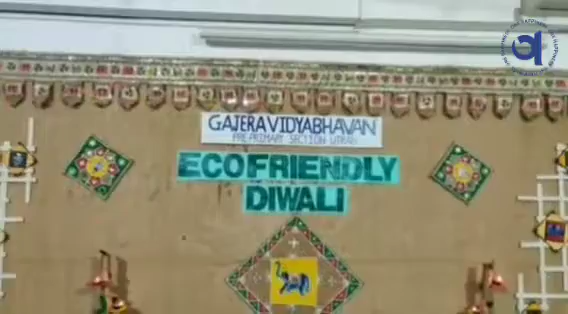 GAJERA VIDYABHAVAN
PRE PRIMARY SECTION UTRAN
ECOFRIENDLY
DIWALI